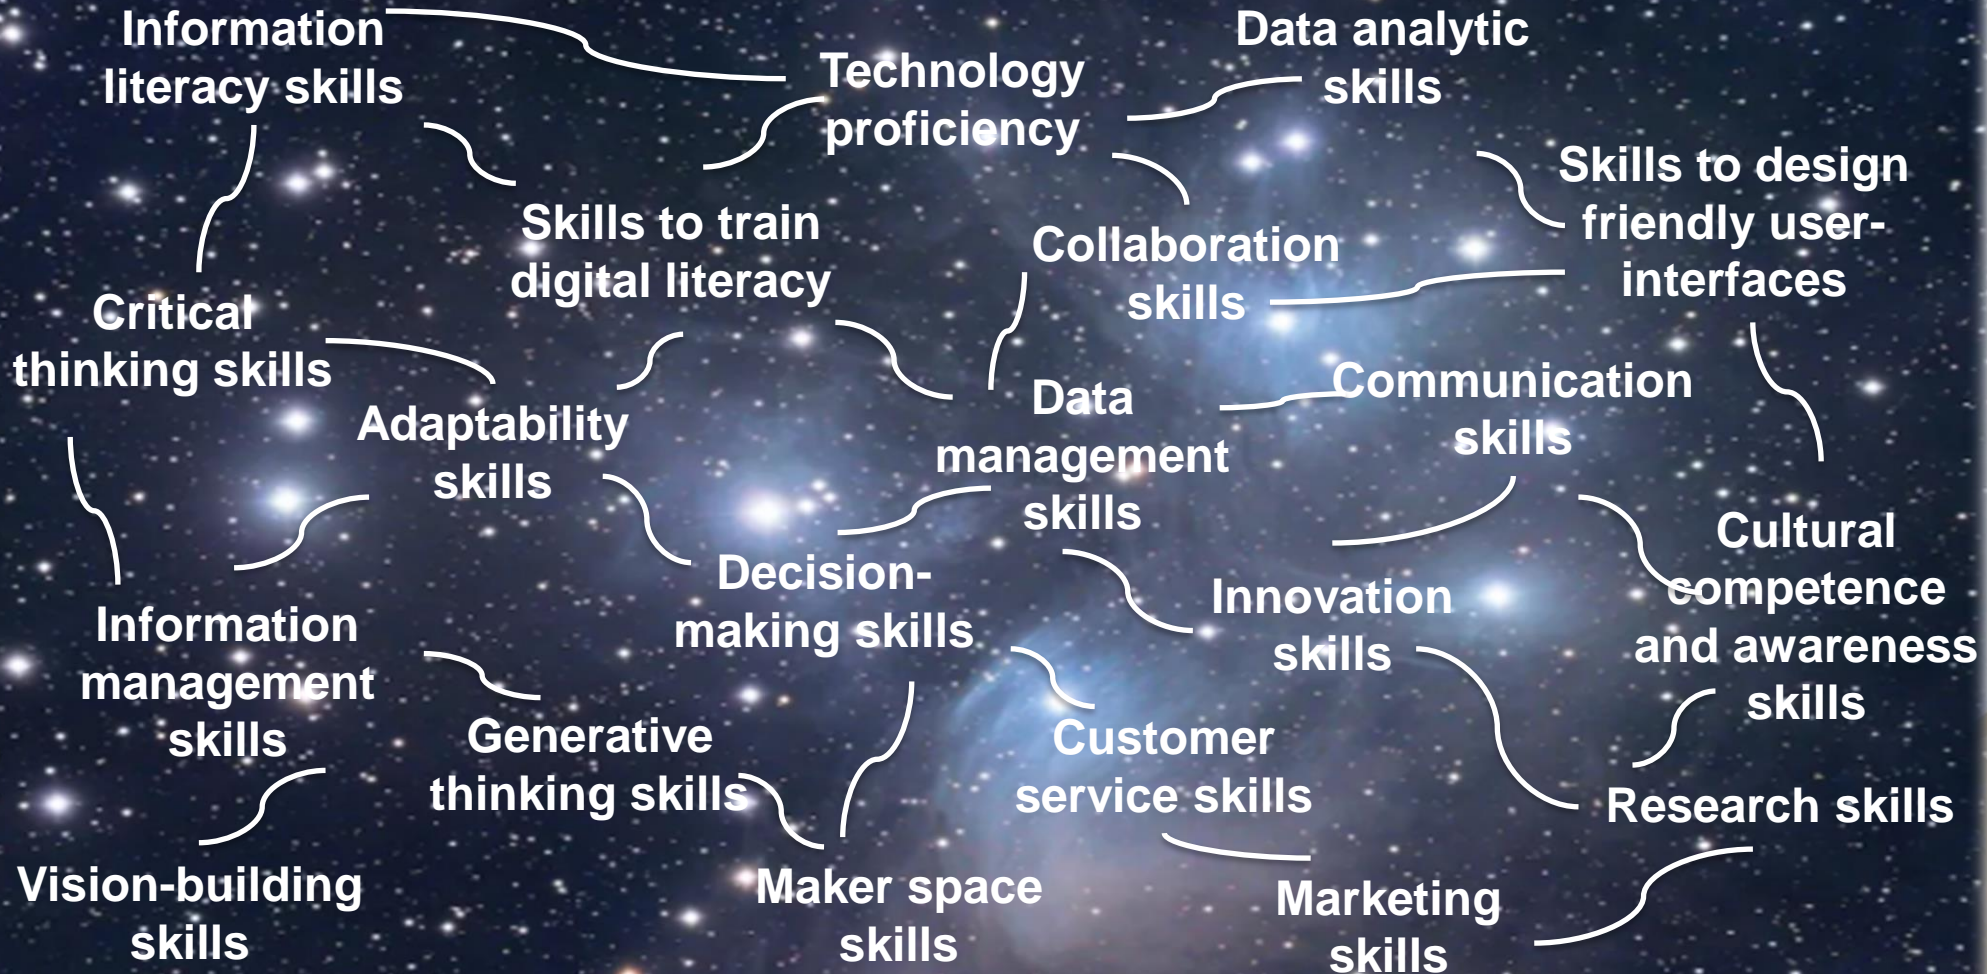 Information
literacy skills
Technology
proficiency
Data analytic
skills
Skills to design
friendly user-
interfaces
Skills to train
digital literacy
Collaboration
skills
Critical
thinking skills
Adaptability
skills
Data
management
skills
Communication
skills
Cultural
competence
and awareness
skills
Decision-
making skills
Innovation
skills
Information
management
skills
Generative
thinking skills
Customer
service skills
Research skills
Vision-building
skills
Maker space
skills
Marketing
skills